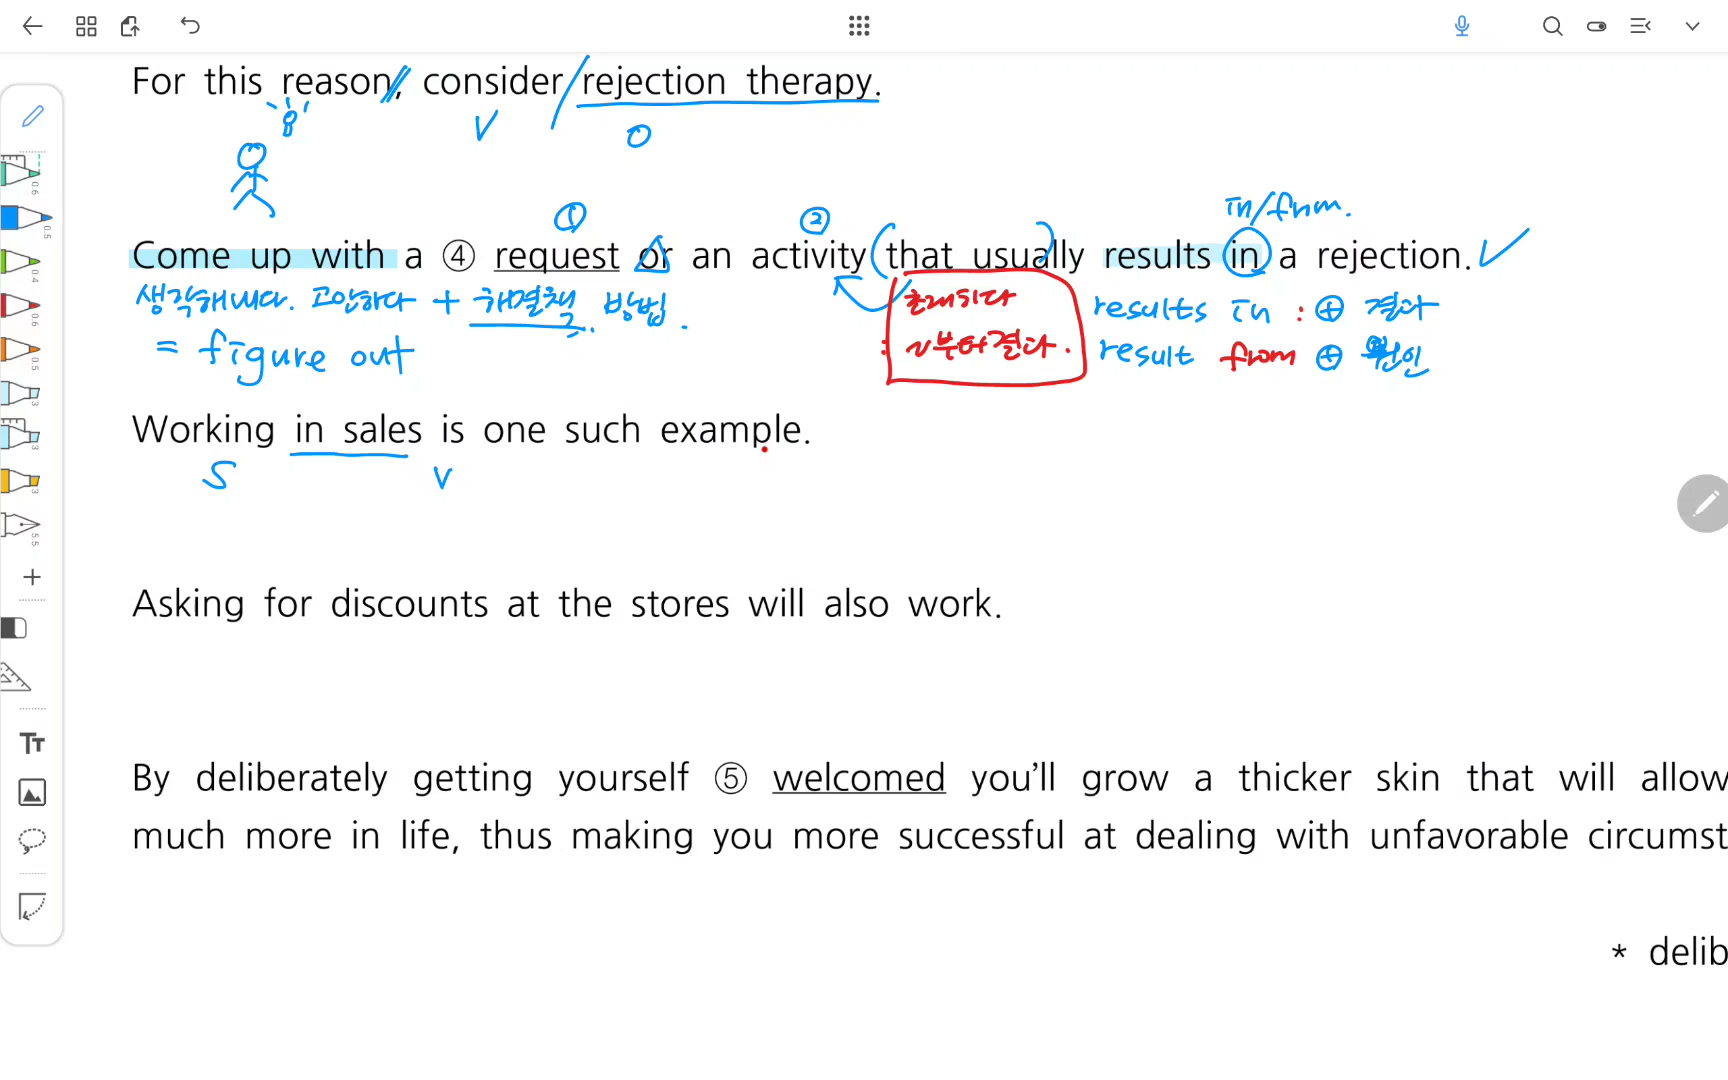 For this reason, consider rejection therapy.
V
O
① ② in/from.
Come up with a ④ request or an activity that usually results in a rejection.
생각해내다. 고안하다 + 해결책. 방법.
초래하다
results in : ⊕ 결과
= figure out
~부터 결다.
result from ⊕ 원인
Working in sales is one such example.
S V
Asking for discounts at the stores will also work.
By deliberately getting yourself ⑤ welcomed you'll grow a thicker skin that will allow
much more in life, thus making you more successful at dealing with unfavorable circumst
* delib